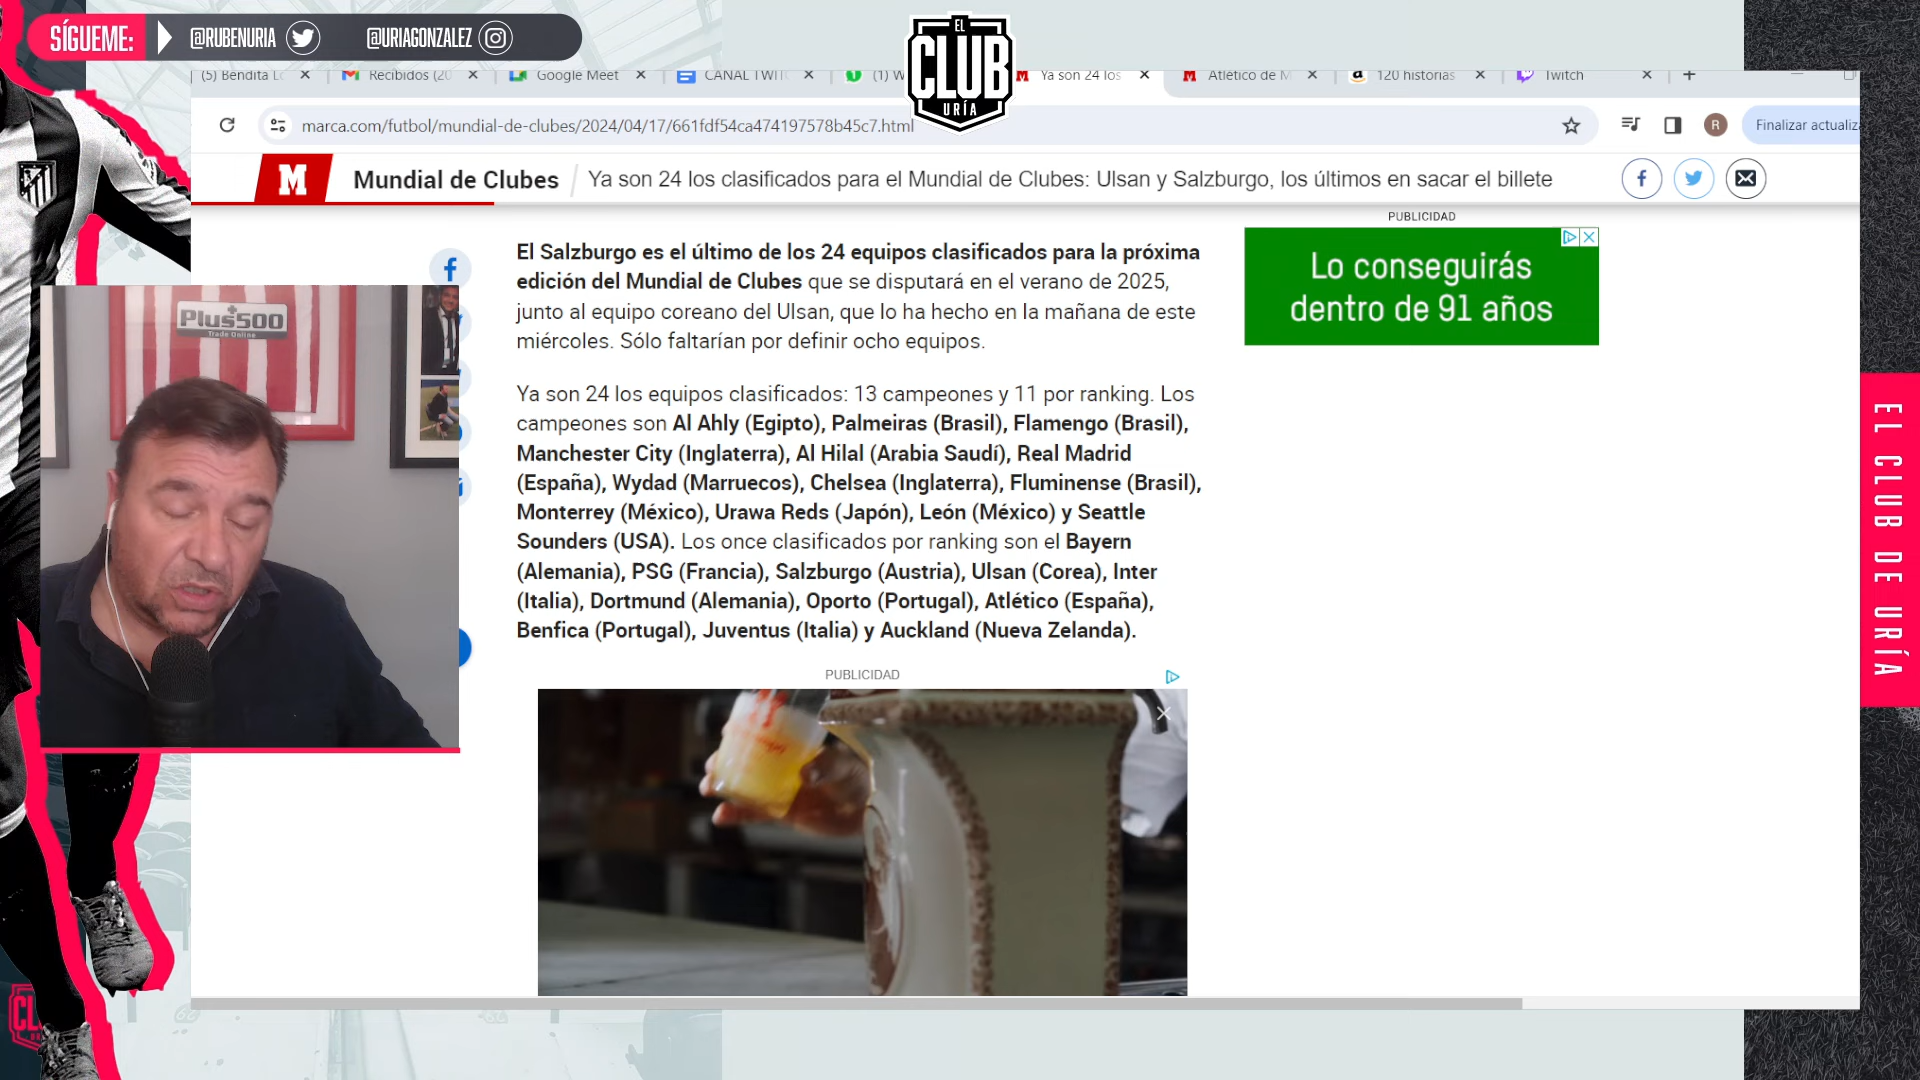 SÍGUEME:
@RUBENURIA
@URIAGONZALEZ
EL
CLUB
URÍA
(5) Bendita
Recibidos (20
Google Meet
CANAL TWIT
(1) W
Ya son 24 los
Atlético de M
120 historias
Twitch
marca.com/futbol/mundial-de-clubes/2024/04/17/661fdf54ca474197578b45c7.html
R
Finalizar actualiza
M
Mundial de Clubes
Ya son 24 los clasificados para el Mundial de Clubes: Ulsan y Salzburgo, los últimos en sacar el billete
PUBLICIDAD
Lo conseguirás
dentro de 91 años
El Salzburgo es el último de los 24 equipos clasificados para la próxima
edición del Mundial de Clubes que se disputará en el verano de 2025,
junto al equipo coreano del Ulsan, que lo ha hecho en la mañana de este
miércoles. Sólo faltarían por definir ocho equipos.
Ya son 24 los equipos clasificados: 13 campeones y 11 por ranking. Los
campeones son Al Ahly (Egipto), Palmeiras (Brasil), Flamengo (Brasil),
Manchester City (Inglaterra), Al Hilal (Arabia Saudí), Real Madrid
(España), Wydad (Marruecos), Chelsea (Inglaterra), Fluminense (Brasil),
Monterrey (México), Urawa Reds (Japón), León (México) y Seattle
Sounders (USA). Los once clasificados por ranking son el Bayern
(Alemania), PSG (Francia), Salzburgo (Austria), Ulsan (Corea), Inter
(Italia), Dortmund (Alemania), Oporto (Portugal), Atlético (España),
Benfica (Portugal), Juventus (Italia) y Auckland (Nueva Zelanda).
PUBLICIDAD
Plus500
Trade Online
EL CLUB DE URÍA